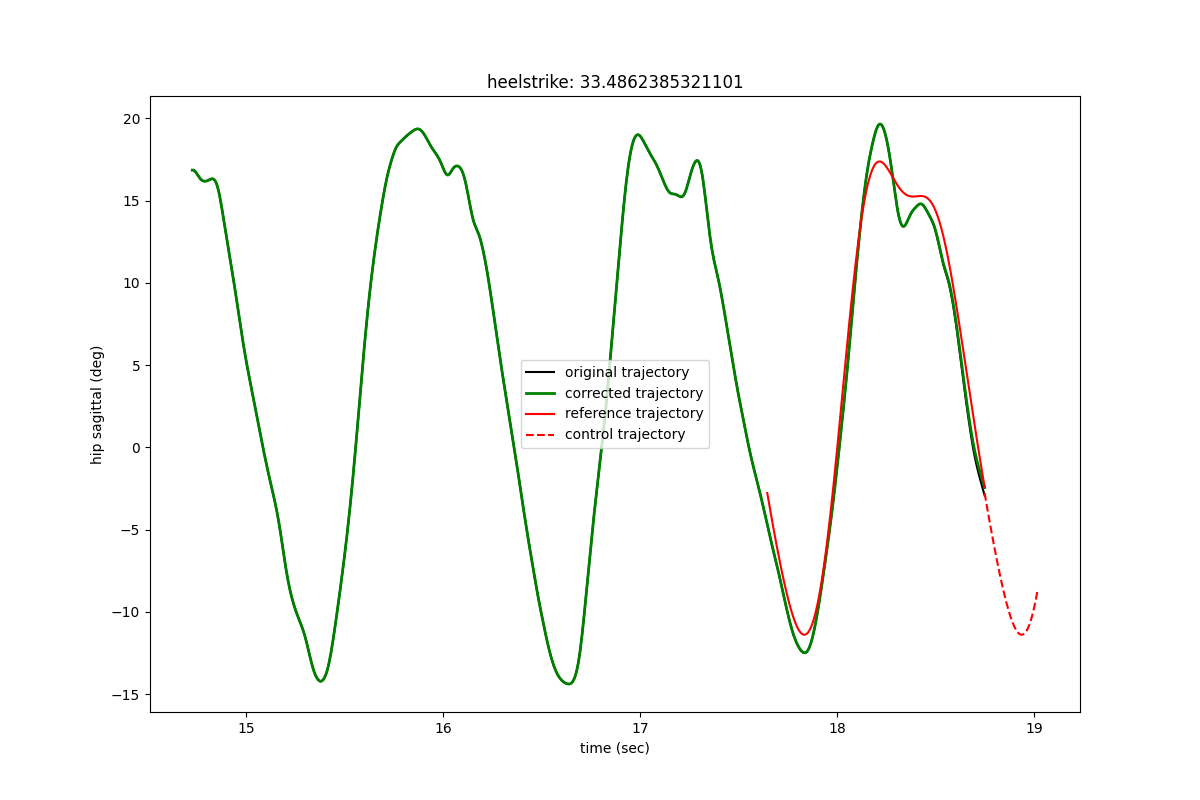 heelstrike: 33.4862385321101
20
15
10
5
0
−5
−10
−15
hip sagittal (deg)
original trajectory
corrected trajectory
reference trajectory
control trajectory
15 16 17 18 19
time (sec)